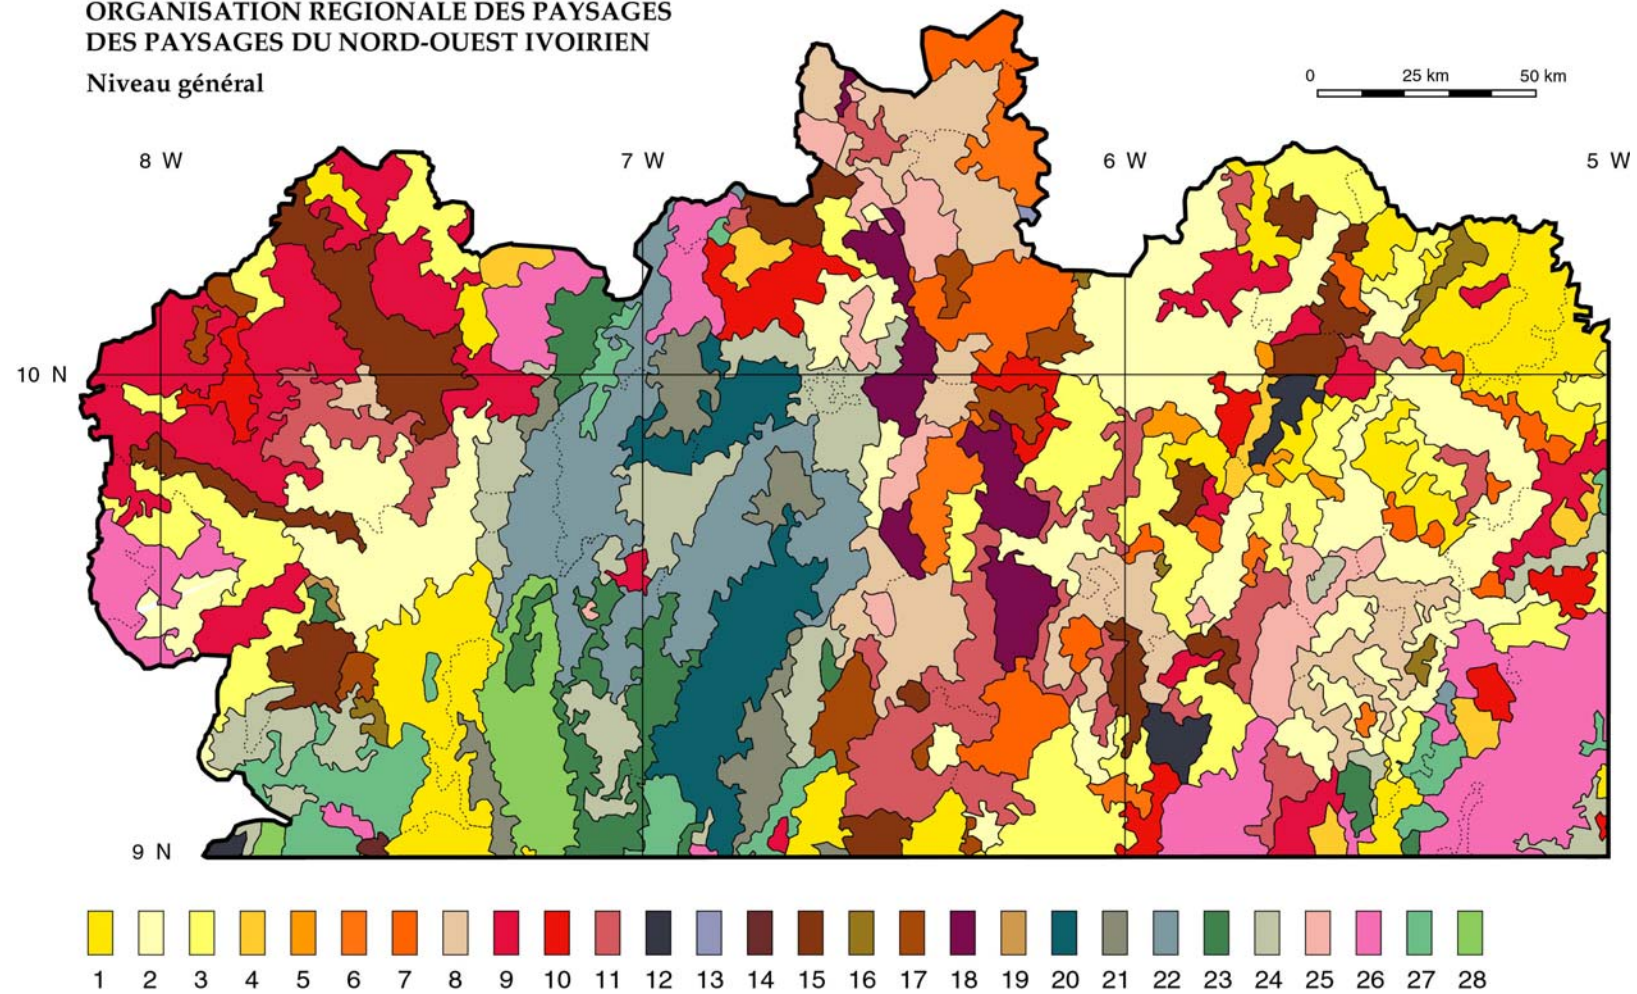 ORGANISATION REGIONALE DES PAYSAGES
DES PAYSAGES DU NORD-OUEST IVOIRIEN
Niveau général
0 25 km 50 km
8 W 7 W 6 W 5 W
10 N
9 N
1 2 3 4 5 6 7 8 9 10 11 12 13 14 15 16 17 18 19 20 21 22 23 24 25 26 27 28